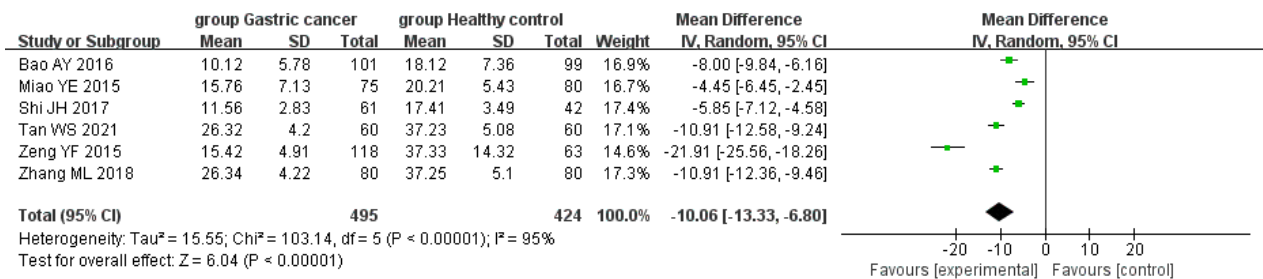 group Gastric cancer group Healthy control Mean Difference Mean Difference
Study or Subgroup Mean SD Total Mean SD Total Weight IV, Random, 95% CI IV, Random, 95% CI
Bao AY 2016 10.12 5.78 101 18.12 7.36 99 16.9% -8.00 [-9.84, -6.16]
Miao YE 2015 15.76 7.13 75 20.21 5.43 80 16.7% -4.45 [-6.45, -2.45]
Shi JH 2017 11.56 2.83 61 17.41 3.49 42 17.4% -5.85 [-7.12, -4.58]
Tan WS 2021 26.32 4.2 60 37.23 5.08 60 17.1% -10.91 [-12.58, -9.24]
Zeng YF 2015 15.42 4.91 118 37.33 14.32 63 14.6% -21.91 [-25.56, -18.26]
Zhang ML 2018 26.34 4.22 80 37.25 5.1 80 17.3% -10.91 [-12.36, -9.46]
Total (95% CI) 495 424 100.0% -10.06 [-13.33, -6.80]
Heterogeneity: Tau² = 15.55; Chi² = 103.14, df = 5 (P < 0.00001); I² = 95%
Test for overall effect: Z = 6.04 (P < 0.00001)
-20 -10 0 10 20
Favours [experimental] Favours [control]